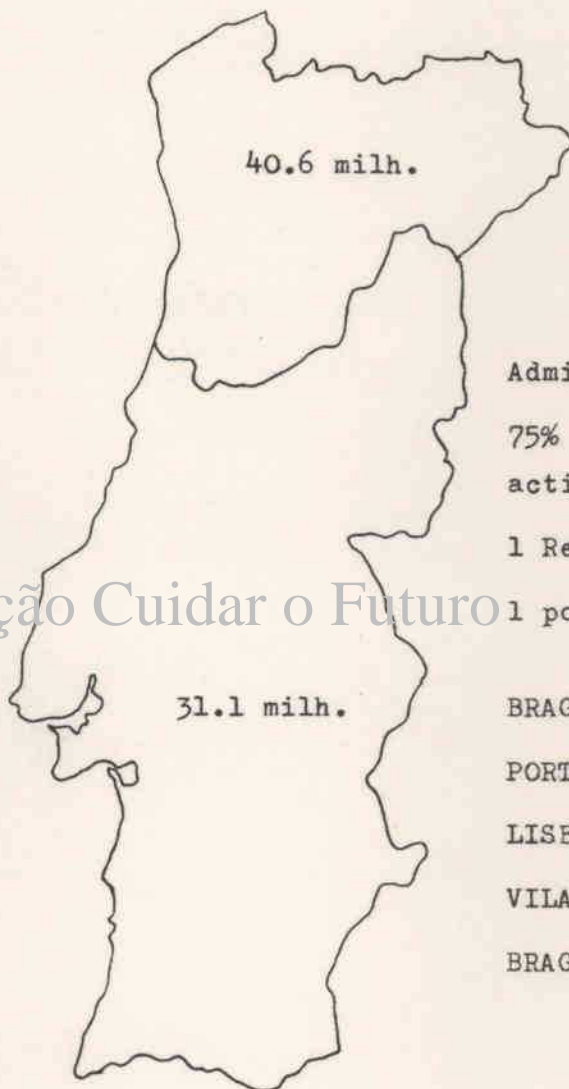 40.6 milh.
Admi
75%
acti
1 Re
ção Cuidar o Futuro
1 po
31.1 milh.
BRAG
PORT
LISB
VILA
BRAG